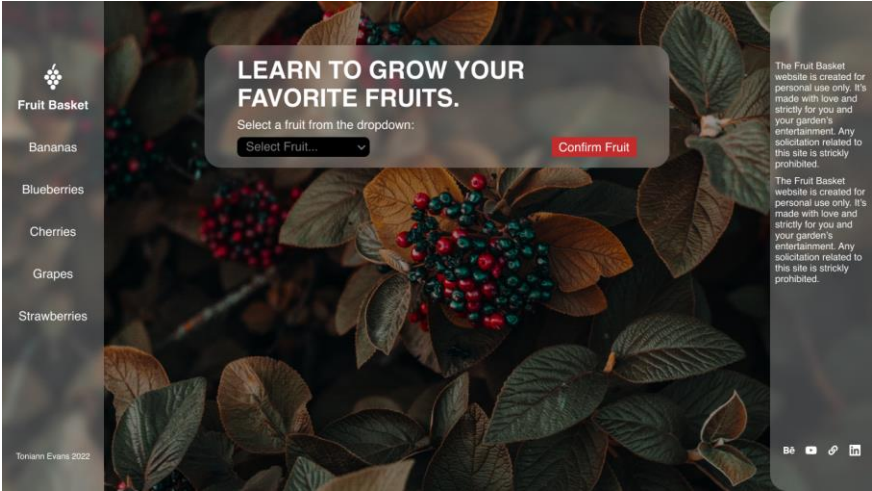 Fruit Basket
Bananas
Blueberries
Cherries
Grapes
Strawberries
Toniann Evans 2022
LEARN TO GROW YOUR
FAVORITE FRUITS.
Select a fruit from the dropdown:
Select Fruit...
Confirm Fruit
The Fruit Basket
website is created for
personal use only. It's
made with love and
strictly for you and
your garden's
entertainment. Any
solicitation related to
this site is strickly
prohibited.
The Fruit Basket
website is created for
personal use only. It's
made with love and
strictly for you and
your garden's
entertainment. Any
solicitation related to
this site is strickly
prohibited.
Bē
in